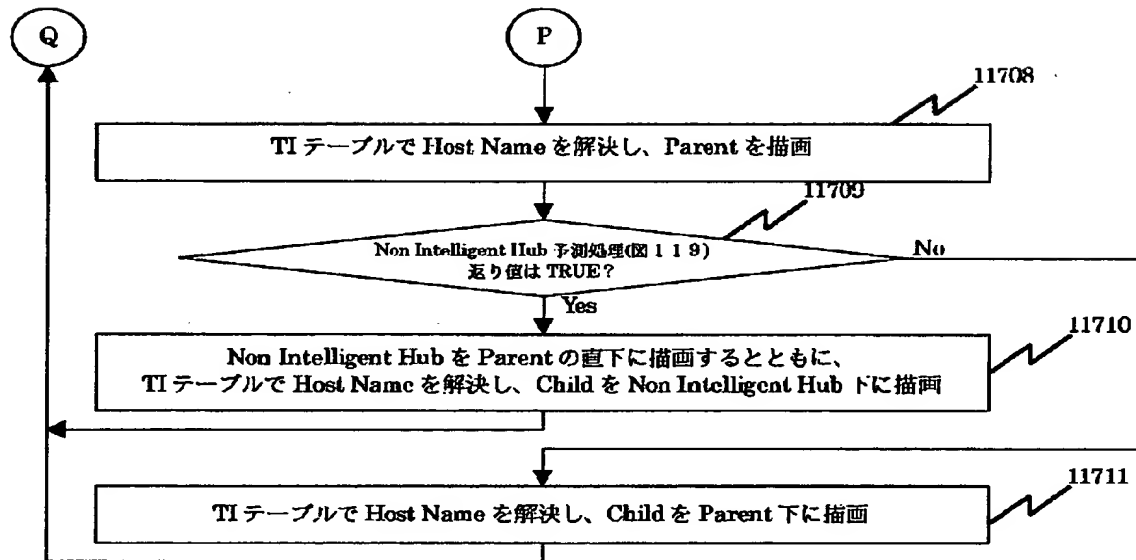 Q
P
11708
TI テーブルで Host Name を解決し、Parent を描画
11709
Non Intelligent Hub 予測処理(図119)
返り値は TRUE?
No
Yes
11710
Non Intelligent Hub を Parent の直下に描画するとともに、
TI テーブルで Host Name を解決し、Child を Non Intelligent Hub 下に描画
11711
TI テーブルで Host Name を解決し、Child を Parent 下に描画